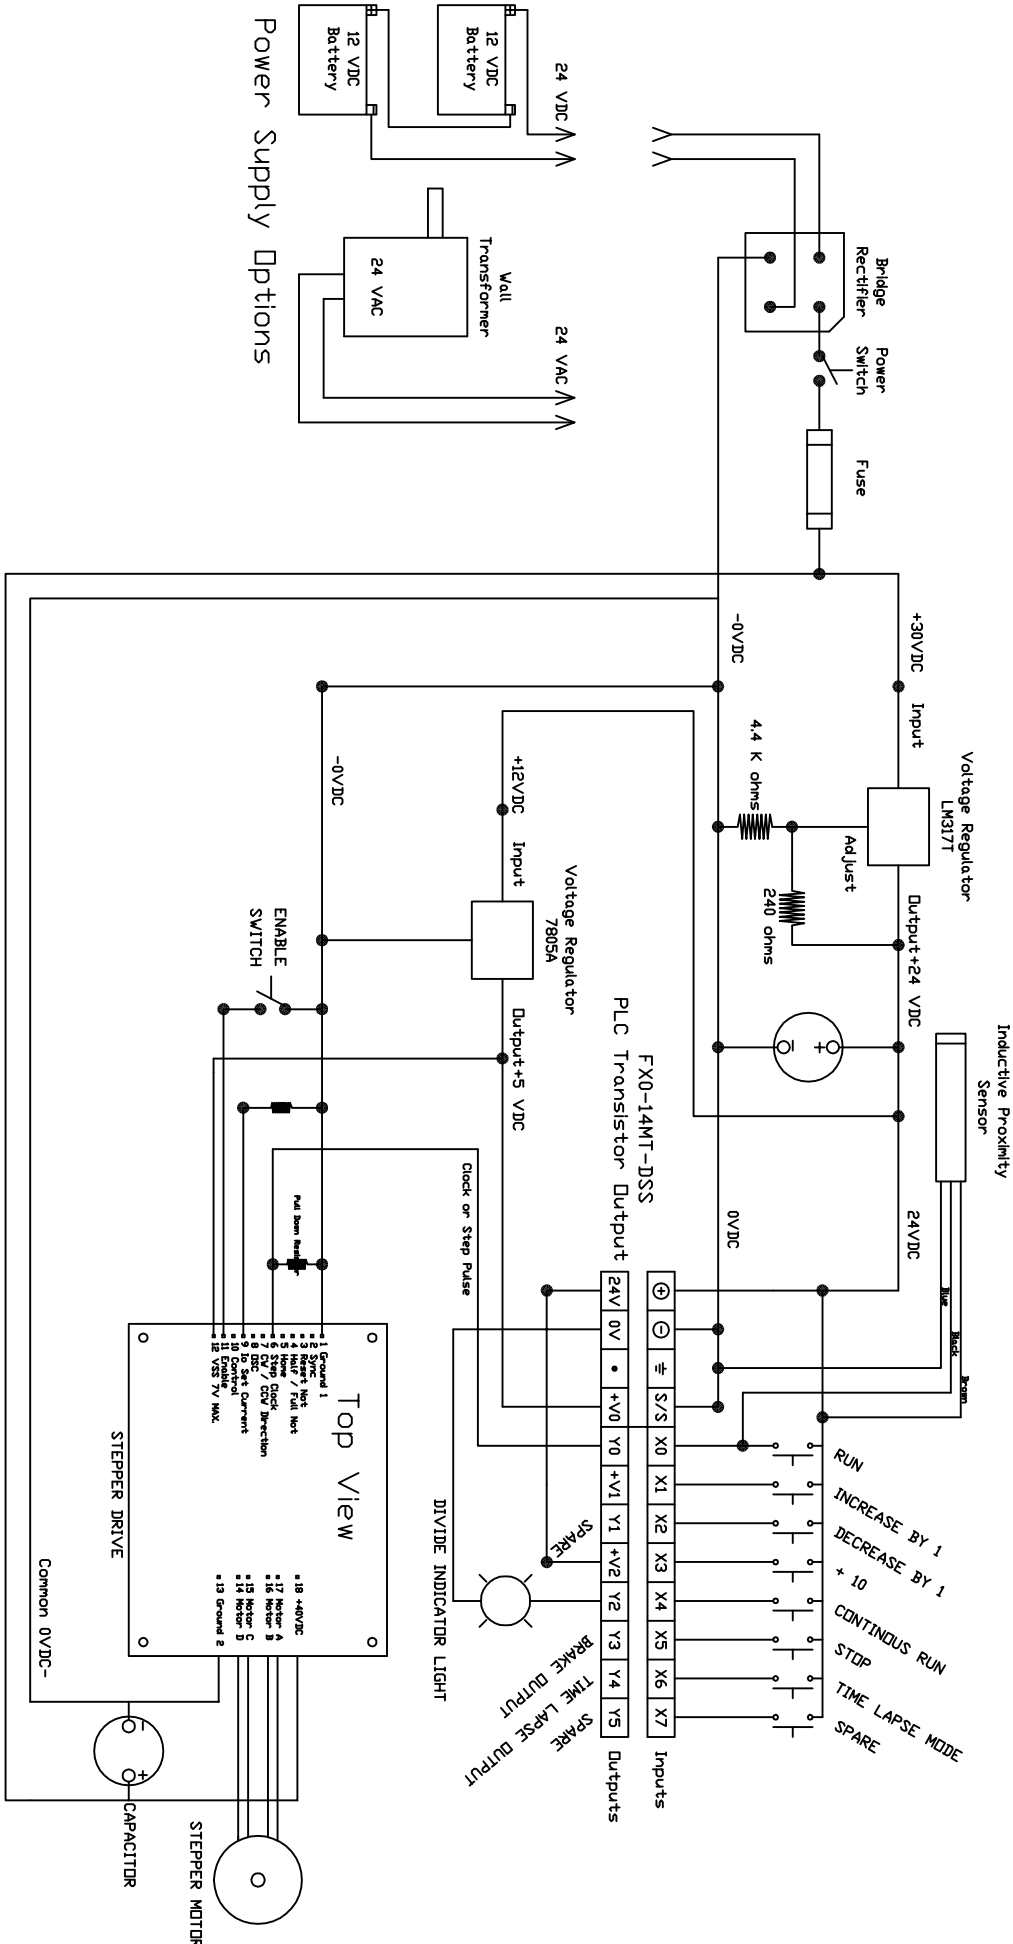 Inductive Proximity
Sensor
Voltage Regulator
LM317T
+30VDC
Input
Output+24 VDC
24VDC
Blue
Black
Brown
Bridge
Rectifier
Power
Switch
Fuse
Adjust
4.4 K ohms
240 ohms
+
-
-0VDC
0VDC
RUN
INCREASE BY 1
DECREASE BY 1
+ 10
CONTINOUS RUN
STOP
TIME LAPSE MODE
SPARE
FX0-14MT-DSS
PLC Transistor Output
+ - S/S X0 X1 X2 X3 X4 X5 X6 X7 Inputs
24V 0V • +V0 Y0 +V1 Y1 +V2 Y2 Y3 Y4 Y5 Outputs
SPARE
BRAKE OUTPUT
TIME LAPSE OUTPUT
SPARE
24 VDC
24 VAC
12 VDC
Battery
12 VDC
Battery
Wall
Transformer
24 VAC
Power Supply Options
Voltage Regulator
7805A
+12VDC
Input
Output+5 VDC
Clock or Step Pulse
DIVIDE INDICATOR LIGHT
-0VDC
ENABLE
SWITCH
Pull Down Resistor
Top View
1 Ground 1
2 Sync
3 Reset Not
4 Half / Full Not
5 Home
6 Step Clock
7 CW / CCW Direction
8 OSC
9 Io Set Current
10 Control
11 Enable
12 VSS 7V MAX.
18 +40VDC
17 Motor A
16 Motor B
15 Motor C
14 Motor D
13 Ground 2
STEPPER DRIVE
Common 0VDC-
-
+
CAPACITOR
STEPPER MOTOR